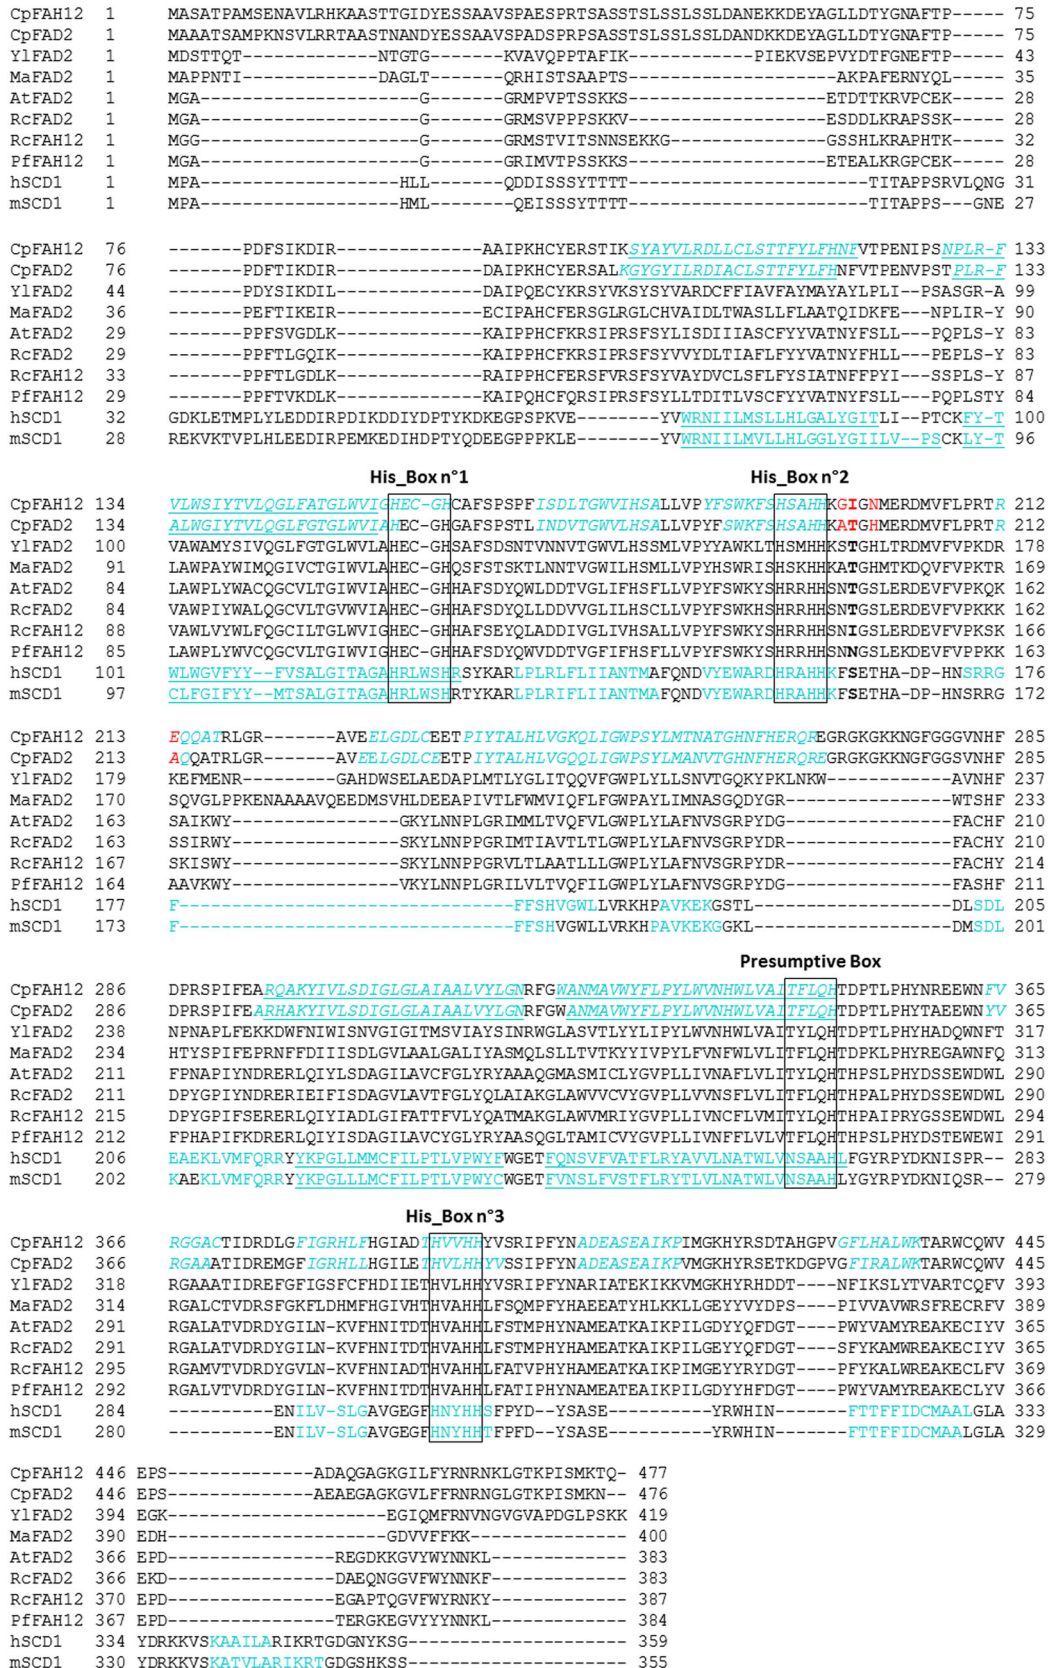 CpFAH12 1 MASATPAMSENAVLRHKAASTTGIDYESSAAVSPAESPRTSASSTSLSSLSSLDANEKKDEYAGLLDTYGNAFTP----- 75
CpFAD2 1 MAAATSAMPKNSVLRRTAASTNANDYESSAAVSPADSPRPSASSTSLSSLSSLDANDKKDEYAGLLDTYGNAFTP----- 75
YlFAD2 1 MDSTTQT-------------NTGTG------KVAVQPPTAFIK------------PIEKVSEPVYDTFGNEFTP----- 43
MaFAD2 1 MAPPNTI-------------DAGLT------QRHISTSAAPTS--------------------AKPAFERNYQL----- 35
AtFAD2 1 MGA---------------------G------GRMPVPTSSKKS-------------------ETDTTKRVPCEK----- 28
RcFAD2 1 MGA---------------------G------GRMSVPPPSKKV-------------------ESDDLKRAPSSK----- 28
RcFAH12 1 MGG---------------------G------GRMSTVITSNNSEKKG---------------GSSHLKRAPHTK----- 32
PfFAH12 1 MGA---------------------G------GRIMVTPSSKKS-------------------ETEALKRGPCEK----- 28
hSCD1 1 MPA-------------------HLL------QDDISSSYTTTT-----------------------TITAPPSRVLQNG 31
mSCD1 1 MPA-------------------HML-------QEISSSYTTTT-----------------------TITAPPS---GNE 27
CpFAH12 76 -------PDFSIKDIR--------------AAIPKHCYERSTIKSYAYVLRDLLCLSTTFYLFHNFVTPENIPSNPLR-F 133
CpFAD2 76 -------PDFTIKDIR--------------DAIPKHCYERSALKGYGYILRDIACLSTTFYLFHNFVTPENVPSTPLR-F 133
YlFAD2 44 -------PDYSIKDIL--------------DAIPQECYKRSYVKSYSYVARDCFFIAVFAYMAYAYLPLI--PSASGR-A 99
MaFAD2 36 -------PEFTIKEIR--------------ECIPAHCFERSGLRGLCHVAIDLTWASLLFLAATQIDKFE---NPLIR-Y 90
AtFAD2 29 -------PPFSVGDLK--------------KAIPPHCFKRSIPRSFSYLISDIIIASCFYYVATNYFSLL---PQPLS-Y 83
RcFAD2 29 -------PPFTLGQIK--------------KAIPPHCFKRSIPRSFSYVVYDLTIAFLFYYVATNYFHLL---PEPLS-Y 83
RcFAH12 33 -------PPFTLGDLK--------------RAIPPHCFERSFVRSFSYVAYDVCLSFLFYSIATNFFPYI---SSPLS-Y 87
PfFAH12 29 -------PPFTVKDLK--------------KAIPQHCFQRSIPRSFSYLLTDITLVSCFYYVATNYFSLL---PQPLSTY 84
hSCD1 32 GDKLETMPLYLEDDIRPDIKDDIYDPTYKDKEGPSPKVE--------YVWRNIILMSLLHLGALYGITLI--PTCKFY-T 100
mSCD1 28 REKVKTVPLHLEEDIRPEMKEDIHDPTYQDEEGPPPKLE--------YVWRNIILMVLLHLGGLYGIILV--PSCKLY-T 96
His_Box n°1 His_Box n°2
CpFAH12 134 VLWSIYTVLQGLFATGLWVIGHEC-GHCAFSPSPFISDLTGWVIHSALLVPYFSWKFSHSAHHKGIGNMERDMVFLPRTR 212
CpFAD2 134 ALWGIYTVLQGLFGTGLWVIAHEC-GHGAFSPSTLINDVTGWVLHSALLVPYFSWKFSHSAHHKATGHMERDMVFLPRTR 212
YlFAD2 100 VAWAMYSIVQGLFGTGLWVLAHEC-GHSAFSDSNTVNNVTGWVLHSSMLVPYYAWKLTHSMHHKSTGHLTRDMVFVPKDR 178
MaFAD2 91 LAWPAYWIMQGIVCTGIWVLAHEC-GHQSFSTSKTLNNTVGWILHSMLLVPYHSWRISHSKHHKATGHMTKDQVFVPKTR 169
AtFAD2 84 LAWPLYWACQGCVLTGIWVIAHEC-GHHAFSDYQWLDDTVGLIFHSFLLVPYFSWKYSHRRHHSNTGSLERDEVFVPKQK 162
RcFAD2 84 VAWPIYWALQGCVLTGVWVIAHEC-GHHAFSDYQLLDDVVGLILHSCLLVPYFSWKHSHRRHHSNTGSLERDEVFVPKKK 162
RcFAH12 88 VAWLVYWLFQGCILTGLWVIGHEC-GHHAFSEYQLADDIVGLIVHSALLVPYFSWKYSHRRHHSNIGSLERDEVFVPKSK 166
PfFAH12 85 LAWPLYWVCQGCVLTGIWVIGHEC-GHHAFSDYQWVDDTVGFIFHSFLLVPYFSWKYSHRRHHSNNGSLEKDEVFVPPKK 163
hSCD1 101 WLWGVFYY--FVSALGITAGAHRLWSHRSYKARLPLRLFLIIANTMAFQNDVYEWARDHRAHHKFSETHA-DP-HNSRRG 176
mSCD1 97 CLFGIFYY--MTSALGITAGAHRLWSHRTYKARLPLRIFLIIANTMAFQNDVYEWARDHRAHHKFSETHA-DP-HNSRRG 172
CpFAH12 213 EQQATRLGR-------AVEELGDLCEETPIYTALHLVGKQLIGWPSYLMTNATGHNFHERQREGRGKGKKNGFGGGVNHF 285
CpFAD2 213 AQQATRLGR-------AVEELGDLCEETPIYTALHLVGQQLIGWPSYLMANVTGHNFHERQREGRGKGKKNGFGGSVNHF 285
YlFAD2 179 KEFMENR---------GAHDWSELAEDAPLMTLYGLITQQVFGWPLYLLSNVTGQKYPKLNKW------------AVNHF 237
MaFAD2 170 SQVGLPPKENAAAAVQEEDMSVHLDEEAPIVTLFWMVIQFLFGWPAYLIMNASGQDYGR----------------WTSHF 233
AtFAD2 163 SAIKWY----------------GKYLNNPLGRIMMLTVQFVLGWPLYLAFNVSGRPYDG----------------FACHF 210
RcFAD2 163 SSIRWY----------------SKYLNNPPGRIMTIAVTLTLGWPLYLAFNVSGRPYDR----------------FACHY 210
RcFAH12 167 SKISWY----------------SKYLNNPPGRVLTLAATLLLGWPLYLAFNVSGRPYDR----------------FACHY 214
PfFAH12 164 AAVKWY----------------VKYLNNPLGRILVLTVQFILGWPLYLAFNVSGRPYDG----------------FASHF 211
hSCD1 177 F--------------------------------FFSHVGWLLVRKHPAVKEKGSTL-------------------DLSDL 205
mSCD1 173 F--------------------------------FFSHVGWLLVRKHPAVKEKGGKL-------------------DMSDL 201
Presumptive Box
CpFAH12 286 DPRSPIFEARQAKYIVLSDIGLGLAIAALVYLGNRFGWANMAVWYFLPYLWVNHWLVAITFLQHTDPTLPHYNREEWNFV 365
CpFAD2 286 DPRSPIFEARHAKYIVLSDIGLGLAIAALVYLGNRFGWANMAVWYFLPYLWVNHWLVAITFLQHTDPTLPHYTAEEWNYV 365
YlFAD2 238 NPNAPLFEKKDWFNIWISNVGIGITMSVIAYSINRWGLASVTLYYLIPYLWVNHWLVAITYLQHTDPTLPHYHADQWNFT 317
MaFAD2 234 HTYSPIFEPRNFFDIIISDLGVLAALGALIYASMQLSLLTVTKYYIVPYLFVNFWLVLITFLQHTDPKLPHYREGAWNFQ 313
AtFAD2 211 FPNAPIYNDRERLQIYLSDAGILAVCFGLYRYAAAQGMASMICLYGVPLLIVNAFLVLITYLQHTHPSLPHYDSSEWDWL 290
RcFAD2 211 DPYGPIYNDRERIEIFISDAGVLAVTFGLYQLAIAKGLAWVVCVYGVPLLVVNSFLVLITFLQHTHPALPHYDSSEWDWL 290
RcFAH12 215 DPYGPIFSERERLQIYIADLGIFATTFVLYQATMAKGLAWVMRIYGVPLLIVNCFLVMITYLQHTHPAIPRYGSSEWDWL 294
PfFAH12 212 FPHAPIFKDRERLQIYISDAGILAVCYGLYRYAASQGLTAMICVYGVPLLIVNFFLVLVTFLQHTHPSLPHYDSTEWEWI 291
hSCD1 206 EAEKLVMFQRRYYKPGLLMMCFILPTLVPWYFWGETFQNSVFVATFLRYAVVLNATWLVNSAAHLFGYRPYDKNISPR-- 283
mSCD1 202 KAEKLVMFQRRYYKPGLLLMCFILPTLVPWYCWGETFVNSLFVSTFLRYTLVLNATWLVNSAAHLYGYRPYDKNIQSR-- 279
His_Box n°3
CpFAH12 366 RGGACTIDRDLGFIGRHLFHGIADTHVVHHYVSRIPFYNADEASEAIKPIMGKHYRSDTAHGPVGFLHALWKTARWCQWV 445
CpFAD2 366 RGAAATIDREMGFIGRHLLHGILETHVLHHYVSSIPFYNADEASEAIKPVMGKHYRSETKDGPVGFIRALWKTARWCQWV 445
YlFAD2 318 RGAAATIDREFGFIGSFCFHDIIETHVLHHYVSRIPFYNARIATEKIKKVMGKHYRHDDT----NFIKSLYTVARTCQFV 393
MaFAD2 314 RGALCTVDRSFGKFLDHMFHGIVHTHVAHHLFSQMPFYHAEEATYHLKKLLGEYYVYDPS----PIVVAVWRSFRECRFV 389
AtFAD2 291 RGALATVDRDYGILN-KVFHNITDTHVAHHLFSTMPHYNAMEATKAIKPILGDYYQFDGT----PWYVAMYREAKECIYV 365
RcFAD2 291 RGALATVDRDYGILN-KVFHNITDTHVAHHLFSTMPHYHAMEATKAIKPILGEYYQFDGT----SFYKAMWREAKECIYV 365
RcFAH12 295 RGAMVTVDRDYGVLN-KVFHNIADTHVAHHLFATVPHYHAMEATKAIKPIMGEYYRYDGT----PFYKALWREAKECLFV 369
PfFAH12 292 RGALVTVDRDYGILN-KVFHNITDTHVAHHLFATIPHYNAMEATEAIKPILGDYYHFDGT----PWYVAMYREAKECLYV 366
hSCD1 284 ----------ENILV-SLGAVGEGFHNYHHSFPYD--YSASE------YRWHIN------FTTFFIDCMAALGLA 333
mSCD1 280 ----------ENILV-SLGAVGEGFHNYHHTFPFD--YSASE------YRWHIN------FTTFFIDCMAALGLA 329
CpFAH12 446 EPS--------------ADAQGAGKGILFYRNRNKLGTKPISMKTQ- 477
CpFAD2 446 EPS--------------AEAEGAGKGVLFFRNRNGLGTKPISMKN-- 476
YlFAD2 394 EGK---------------------EGIQMFRNVNGVGVAPDGLPSKK 419
MaFAD2 390 EDH---------------------GDVVFFKK--------------- 400
AtFAD2 366 EPD----------------REGDKKGVYWYNNKL------------- 383
RcFAD2 366 EKD----------------DAEQNGGVFWYNNKF------------- 383
RcFAH12 370 EPD----------------EGAPTQGVFWYRNKY------------- 387
PfFAH12 367 EPD----------------TERGKEGVYYYNNKL------------- 384
hSCD1 334 YDRKKVSKAAILARIKRTGDGNYKSG--------------------- 359
mSCD1 330 YDRKKVSKATVLARIKRTGDGSHKSS--------------------- 355